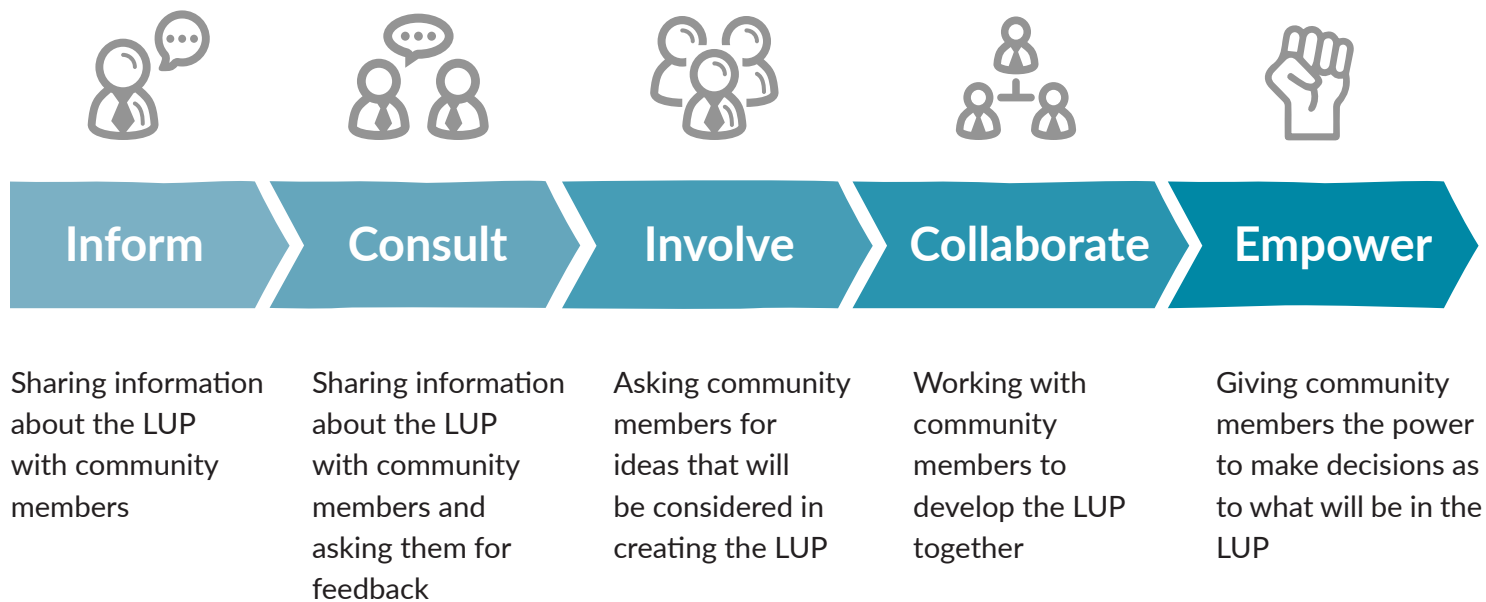 Inform
Consult
Involve
Collaborate
Empower
Sharing information
about the LUP
with community
members
Sharing information
about the LUP
with community
members and
asking them for
feedback
Asking community
members for
ideas that will
be considered in
creating the LUP
Working with
community
members to
develop the LUP
together
Giving community
members the power
to make decisions as
to what will be in the
LUP